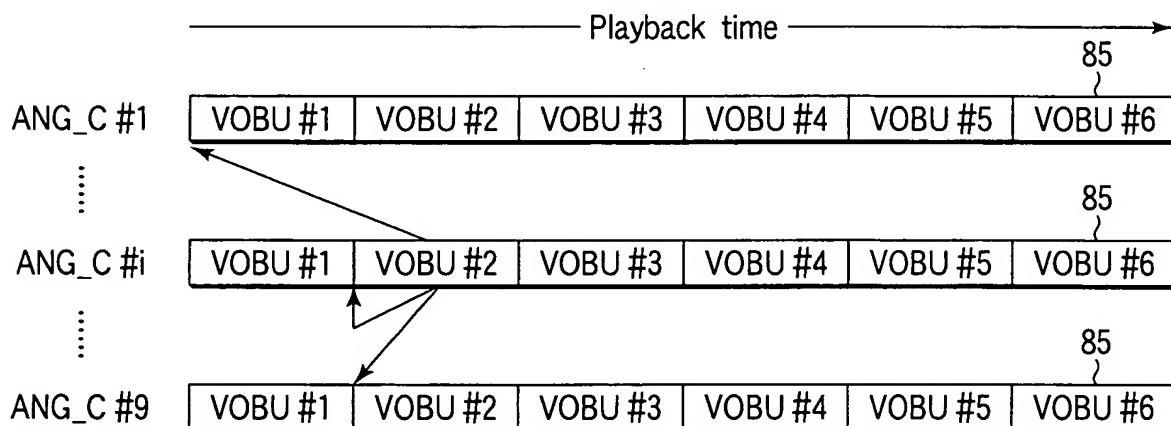 Playback time
85
ANG_C #1 VOBU #1 VOBU #2 VOBU #3 VOBU #4 VOBU #5 VOBU #6
85
ANG_C #i VOBU #1 VOBU #2 VOBU #3 VOBU #4 VOBU #5 VOBU #6
85
ANG_C #9 VOBU #1 VOBU #2 VOBU #3 VOBU #4 VOBU #5 VOBU #6